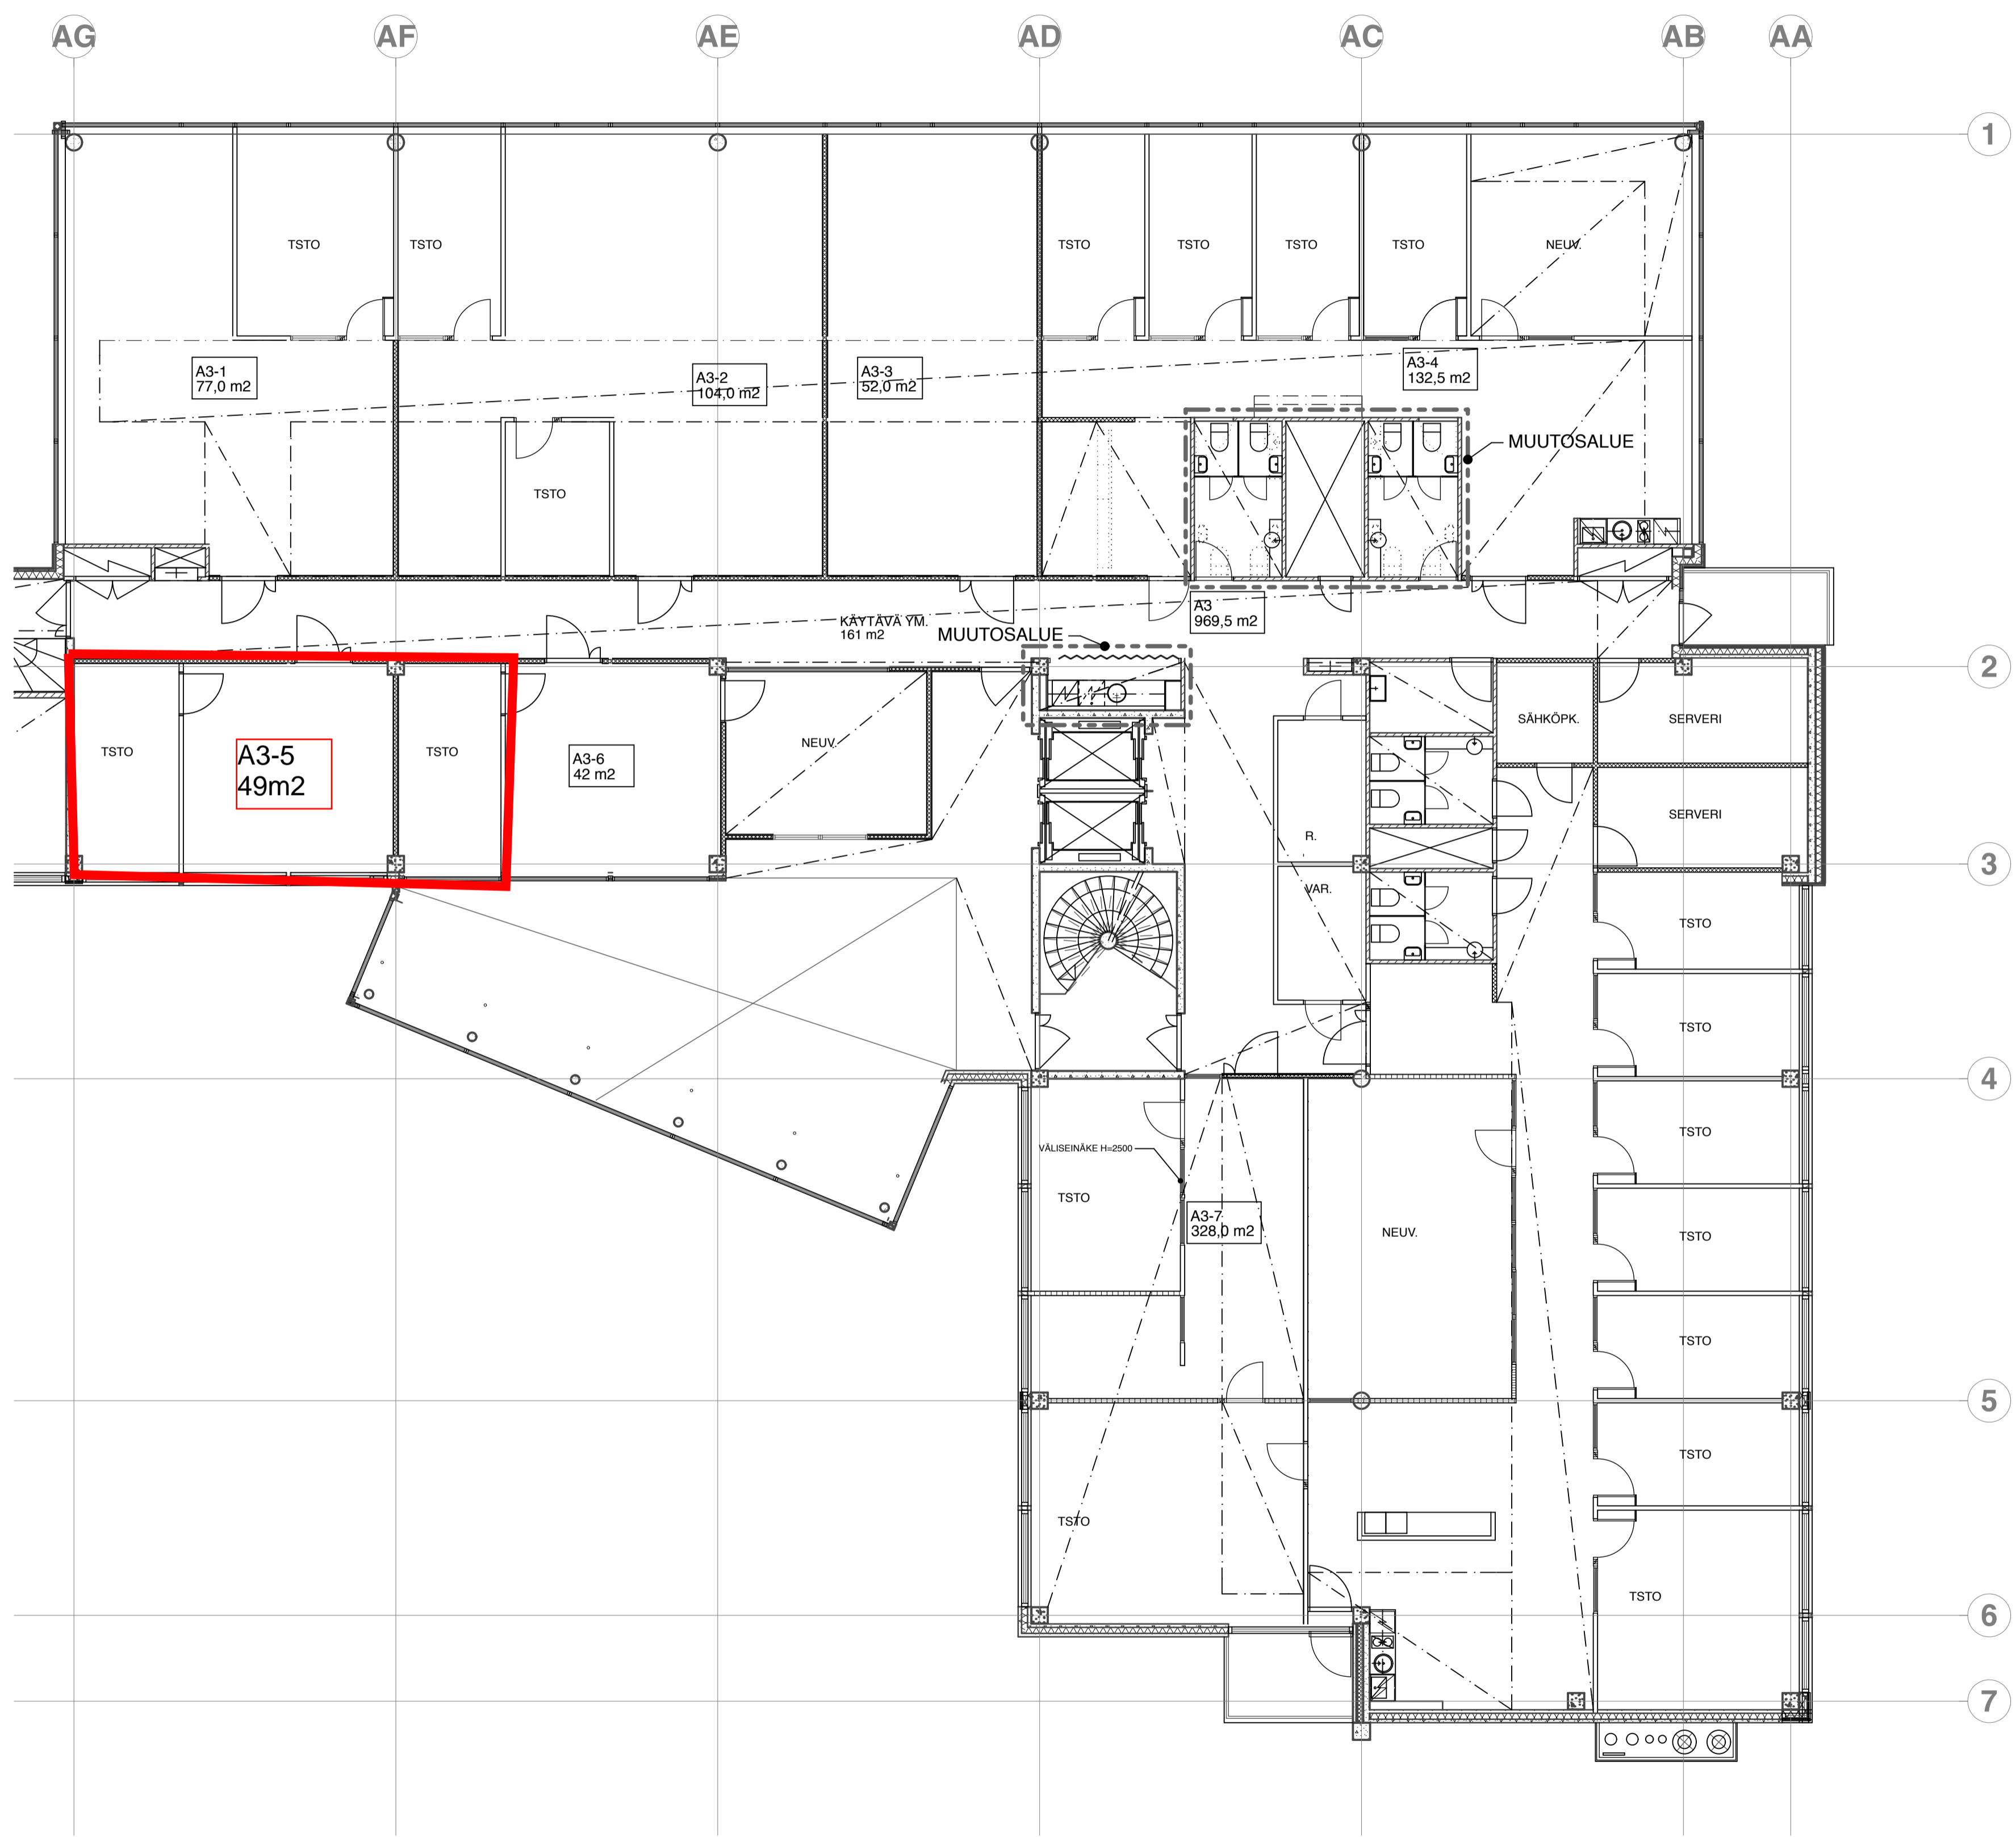 AG
AF
AE
AD
AC
AB
AA
1
TSTO
TSTO
TSTO
TSTO
TSTO
TSTO
NEUV.
A3-1
77,0 m2
A3-2
104,0 m2
A3-3
52,0 m2
A3-4
132,5 m2
MUUTOSALUE
TSTO
A3
969,5 m2
KÄYTÄVÄ YM.
161 m2
MUUTOSALUE
2
TSTO
A3-5
49m2
TSTO
A3-6
42 m2
NEUV.
SÄHKÖPK.
SERVERI
R.
SERVERI
3
VAR.
TSTO
TSTO
4
TSTO
VÄLISEINÄKE H=2500
TSTO
A3-7
328,0 m2
NEUV.
TSTO
TSTO
5
TSTO
TSTO
TSTO
6
7